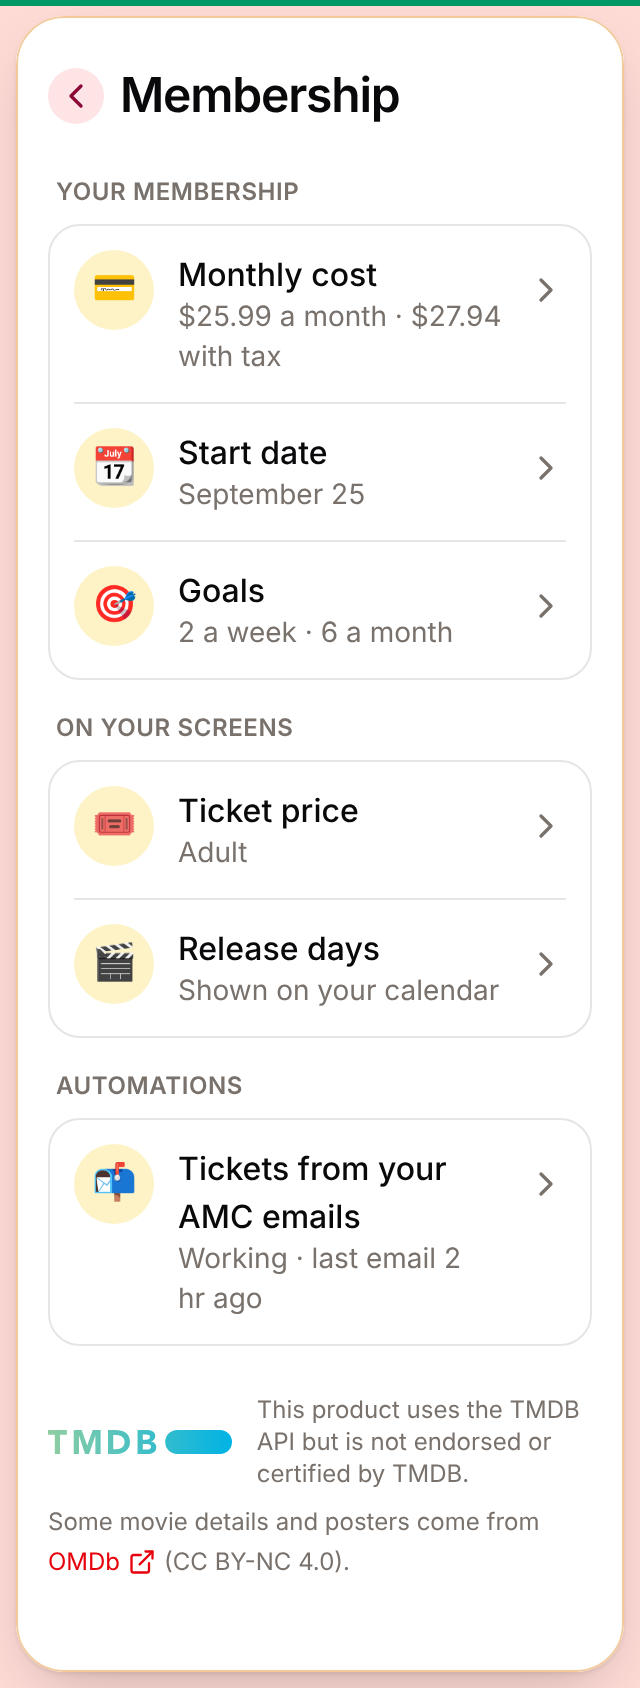 Membership
YOUR MEMBERSHIP
Monthly cost
$25.99 a month · $27.94
with tax
July
17
Start date
September 25
Goals
2 a week · 6 a month
ON YOUR SCREENS
Ticket price
Adult
Release days
Shown on your calendar
AUTOMATIONS
Tickets from your
AMC emails
Working · last email 2
hr ago
TMDB
This product uses the TMDB
API but is not endorsed or
certified by TMDB.
Some movie details and posters come from
OMDb (CC BY-NC 4.0).